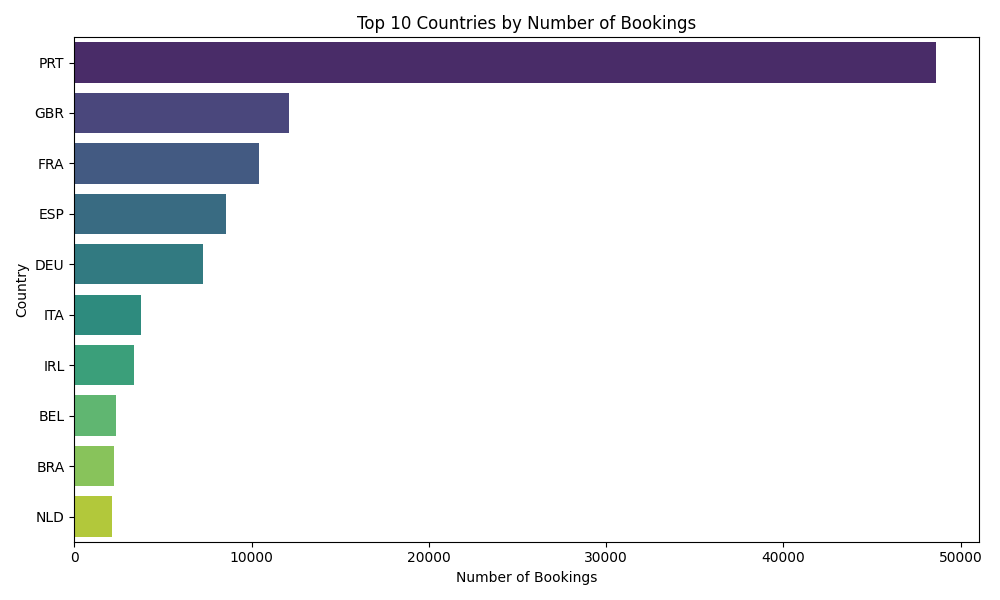 Top 10 Countries by Number of Bookings
Country
PRT
GBR
FRA
ESP
DEU
ITA
IRL
BEL
BRA
NLD
0 10000 20000 30000 40000 50000
Number of Bookings